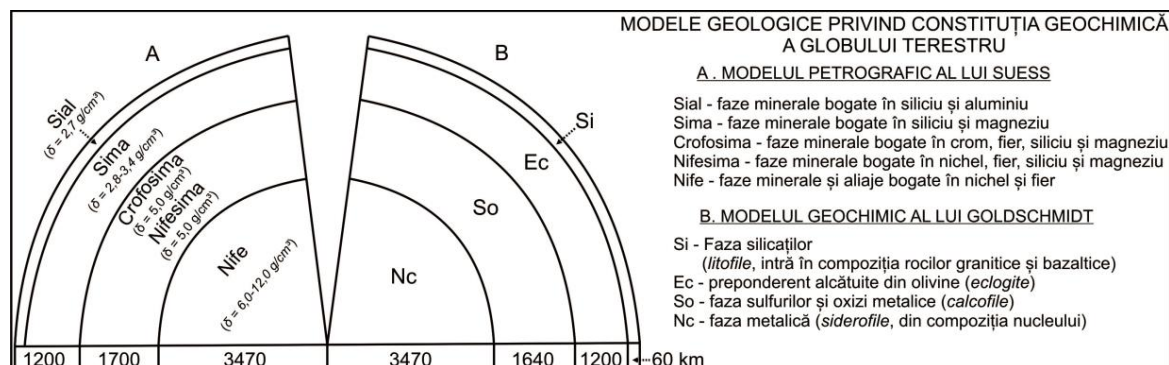 A
B
Sial
(δ = 2,7 g/cm³)
Sima
(δ = 2,8-3,4 g/cm³)
Crofosima
(δ = 5,0 g/cm³)
Nifesima
(δ = 5,0 g/cm³)
Nife
(δ = 6,0-12,0 g/cm³)
Si
Ec
So
Nc
1200 1700 3470 3470 1640 1200 60 km
MODELE GEOLOGICE PRIVIND CONSTITUȚIA GEOCHIMICĂ
A GLOBULUI TERESTRU
A . MODELUL PETROGRAFIC AL LUI SUESS
Sial - faze minerale bogate în siliciu și aluminiu
Sima - faze minerale bogate în siliciu și magneziu
Crofosima - faze minerale bogate în crom, fier, siliciu și magneziu
Nifesima - faze minerale bogate în nichel, fier, siliciu și magneziu
Nife - faze minerale și aliaje bogate în nichel și fier
B. MODELUL GEOCHIMIC AL LUI GOLDSCHMIDT
Si - Faza silicaților
(litofile, intră în compoziția rocilor granitice și bazaltice)
Ec - preponderent alcătuite din olivine (eclogite)
So - faza sulfurilor și oxizi metalice (calcofile)
Nc - faza metalică (siderofile, din compoziția nucleului)